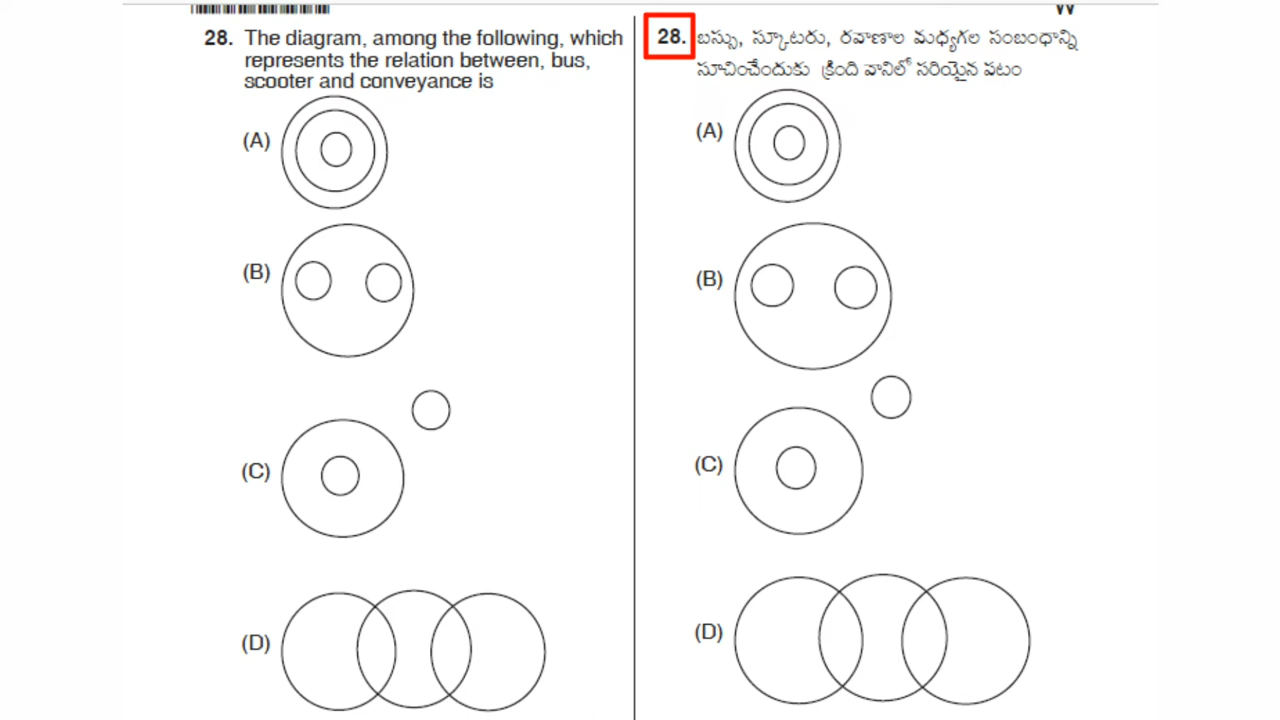 28. The diagram, among the following, which
represents the relation between, bus,
scooter and conveyance is
(A)
(B)
(C)
(D)
28. బస్సు, స్కూటరు, రవాణాల మధ్యగల సంబంధాన్ని
సూచించేందుకు క్రింది వానిలో సరియైన పటం
(A)
(B)
(C)
(D)